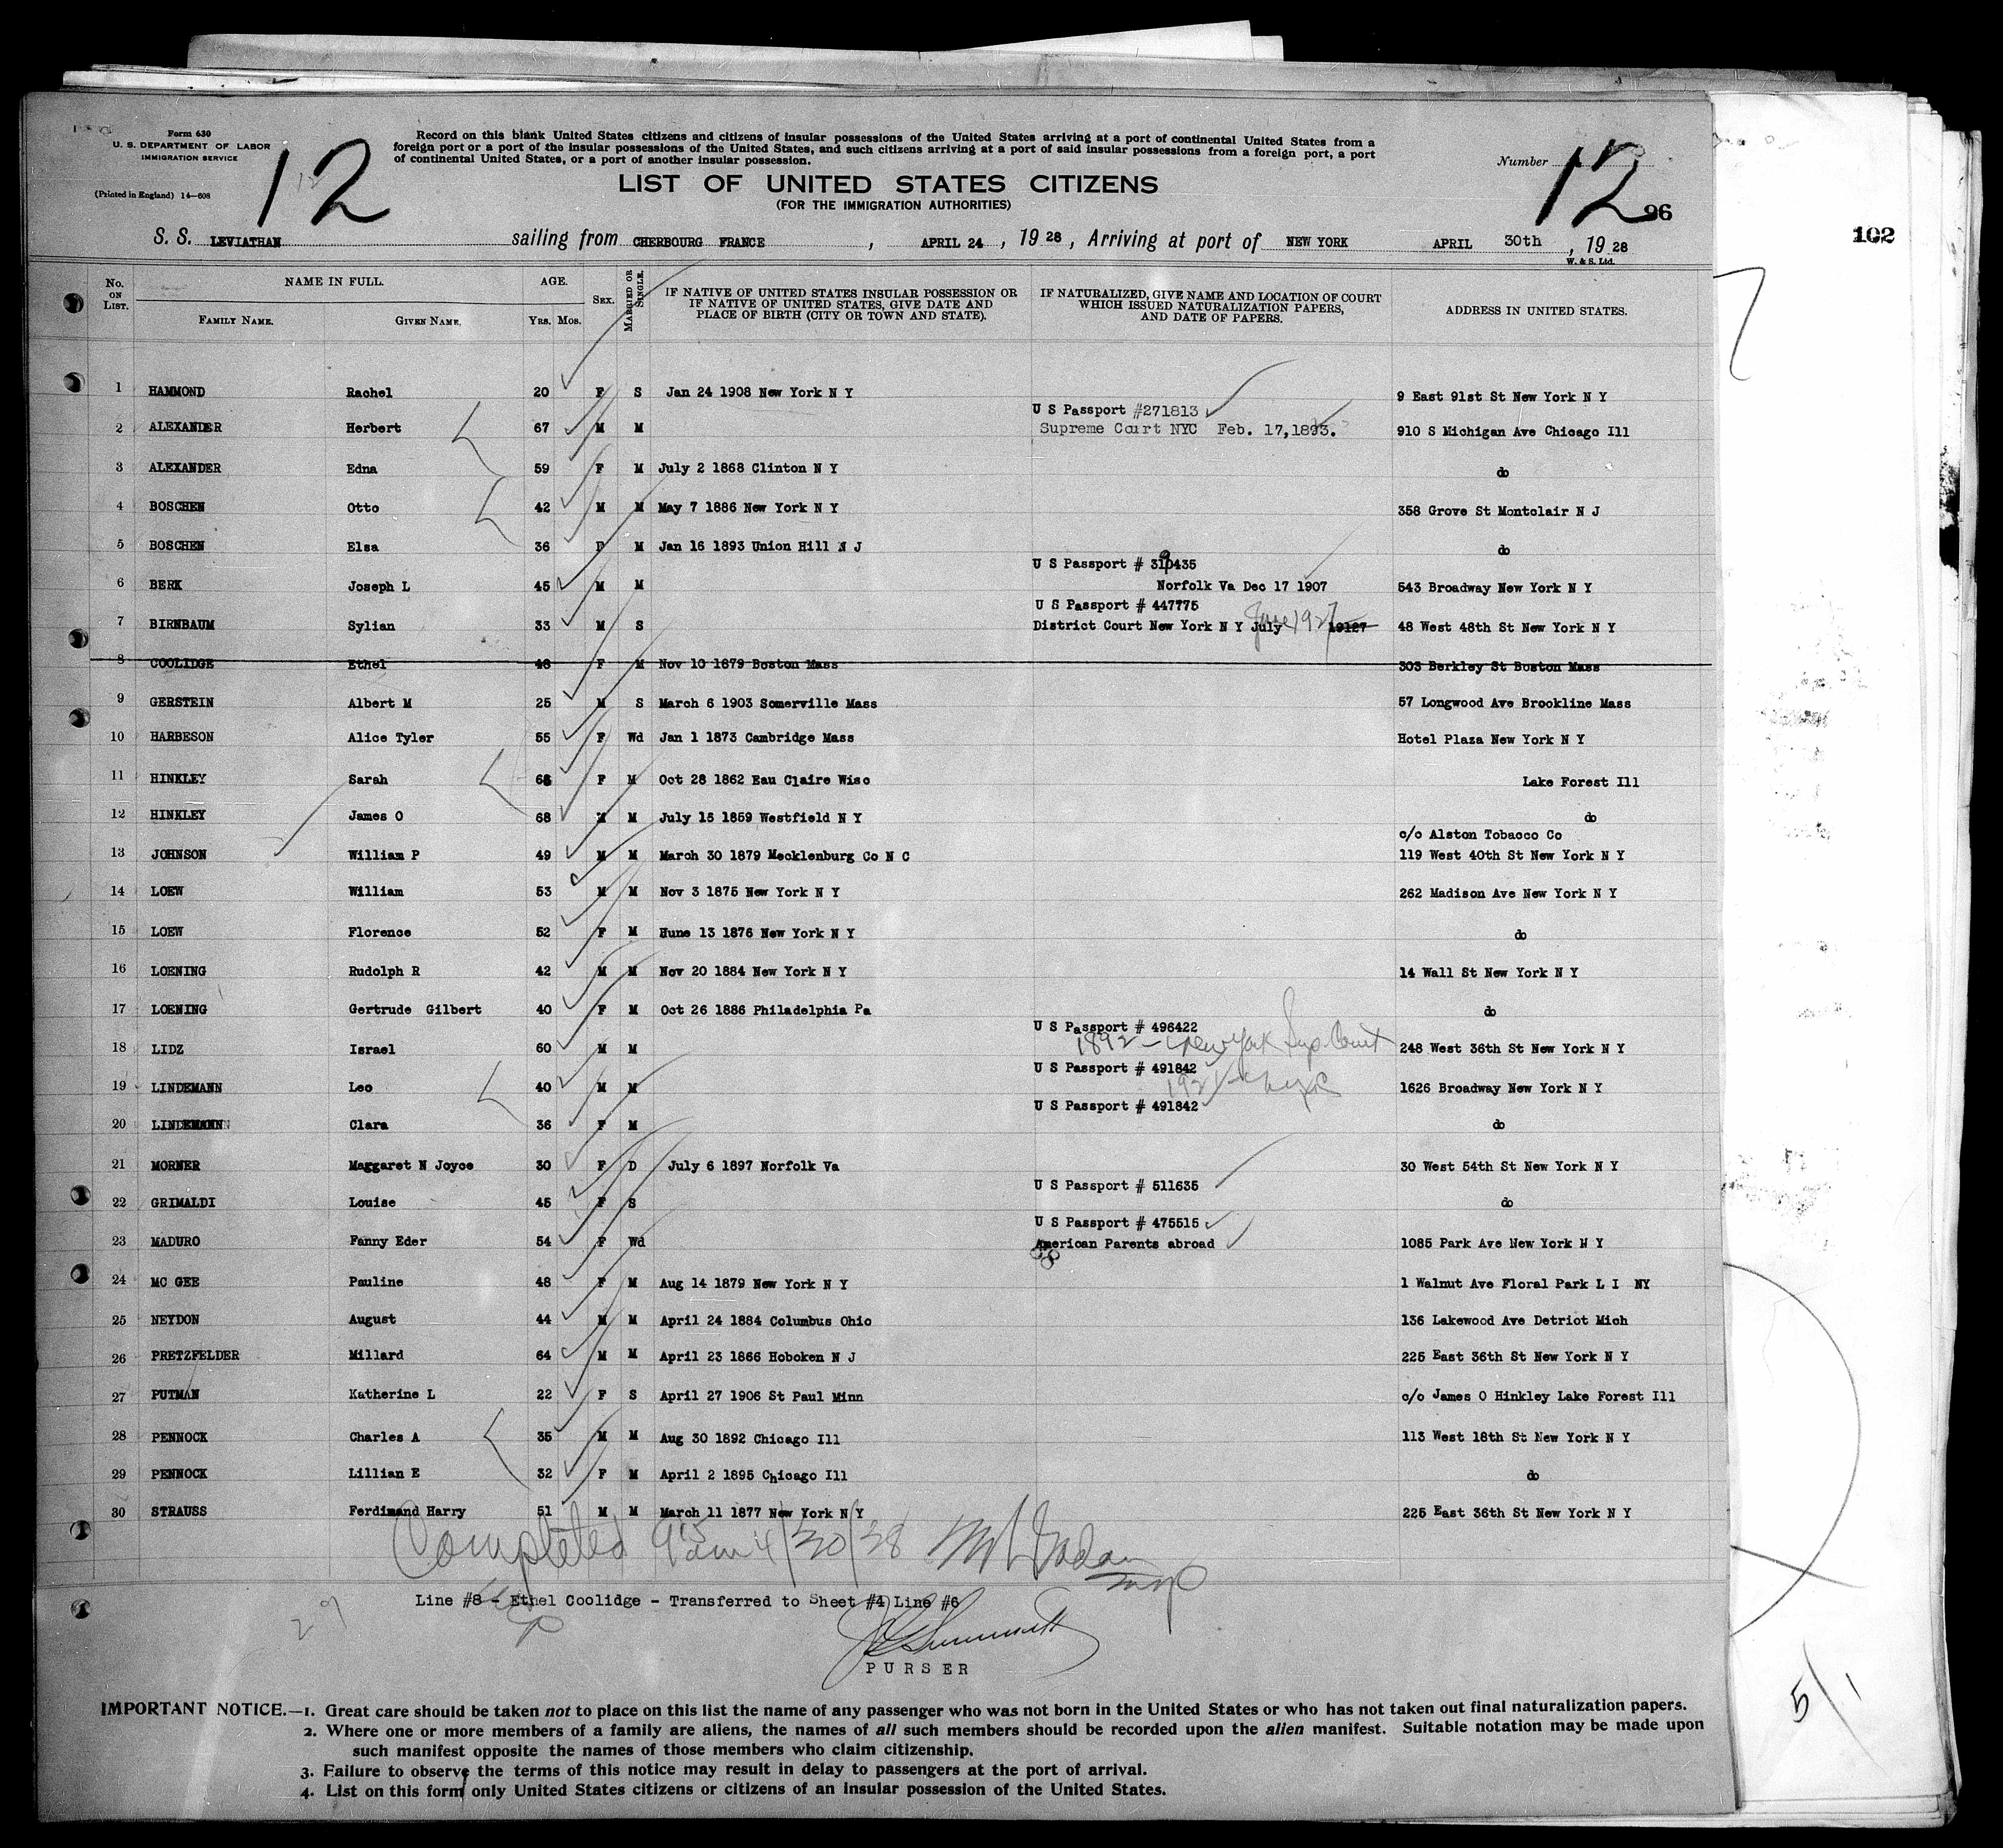 Form 630
U. S. DEPARTMENT OF LABOR
IMMIGRATION SERVICE
(Printed in England) 14—608
12
Record on this blank United States citizens and citizens of insular possessions of the United States arriving at a port of continental United States from a
foreign port or a port of the insular possessions of the United States, and such citizens arriving at a port of said insular possessions from a foreign port, a port
of continental United States, or a port of another insular possession.
LIST OF UNITED STATES CITIZENS
(FOR THE IMMIGRATION AUTHORITIES)
Number 12
96
102
S. S. LEVIATHAN sailing from CHERBOURG FRANCE, APRIL 24, 1928, Arriving at port of NEW YORK APRIL 30th, 1928
W. & S. Ltd.
No. ON LIST. NAME IN FULL. FAMILY NAME. GIVEN NAME. AGE. YRS. MOS. SEX. MARRIED OR SINGLE. IF NATIVE OF UNITED STATES INSULAR POSSESSION OR IF NATIVE OF UNITED STATES, GIVE DATE AND PLACE OF BIRTH (CITY OR TOWN AND STATE). IF NATURALIZED, GIVE NAME AND LOCATION OF COURT WHICH ISSUED NATURALIZATION PAPERS, AND DATE OF PAPERS. ADDRESS IN UNITED STATES.
1 HAMMOND Rachel 20 F S Jan 24 1908 New York N Y 9 East 91st St New York N Y
U S Passport #271813
2 ALEXANDER Herbert 67 M M Supreme Court NYC Feb. 17,1893. 910 S Michigan Ave Chicago Ill
3 ALEXANDER Edna 59 F M July 2 1868 Clinton N Y do
4 BOSCHEN Otto 42 M M May 7 1886 New York N Y 358 Grove St Montclair N J
5 BOSCHEN Elsa 36 F M Jan 16 1893 Union Hill N J do
U S Passport #
6 BERK Joseph L 45 M M Norfolk Va Dec 17 1907 543 Broadway New York N Y
U S Passport # 447775
7 BIRNBAUM Sylian 33 M S District Court New York N Y July June 1927 19127 48 West 48th St New York N Y
8 COOLIDGE Ethel 48 F M Nov 10 1879 Boston Mass 303 Berkley St Boston Mass
9 GERSTEIN Albert M 25 M S March 6 1903 Somerville Mass 57 Longwood Ave Brookline Mass
10 HARBESON Alice Tyler 55 F Wd Jan 1 1873 Cambridge Mass Hotel Plaza New York N Y
11 HINKLEY Sarah F M Oct 28 1862 Eau Claire Wisc Lake Forest Ill
12 HINKLEY James O 68 M M July 15 1859 Westfield N Y do
c/o Alston Tobacco Co
13 JOHNSON William P 49 M M March 30 1879 Mecklenburg Co N C 119 West 40th St New York N Y
14 LOEW William 53 M M Nov 3 1875 New York N Y 262 Madison Ave New York N Y
15 LOEW Florence 52 F M Hune 13 1876 New York N Y do
16 LOENING Rudolph R 42 M M Nov 20 1884 New York N Y 14 Wall St New York N Y
17 LOENING Gertrude Gilbert 40 F M Oct 26 1886 Philadelphia Pa do
U S Passport # 496422
18 LIDZ Israel 60 M M 1892 - New York Sup. Court 248 West 36th St New York N Y
U S Passport # 491842
19 LINDEMANN Leo 40 M M 1921 - NYC 1626 Broadway New York N Y
U S Passport # 491842
20 LINDEMANN Clara 36 F M do
21 MORNER Maggaret N Joyce 30 F D July 6 1897 Norfolk Va 30 West 54th St New York N Y
U S Passport # 511635
22 GRIMALDI Louise 45 F S do
U S Passport # 475515
23 MADURO Fanny Eder 54 F Wd American Parents abroad 1085 Park Ave New York N Y
24 MC GEE Pauline 48 F M Aug 14 1879 New York N Y 1 Walnut Ave Floral Park L I NY
25 NEYDON August 44 M M April 24 1884 Columbus Ohio 136 Lakewood Ave Detriot Mich
26 PRETZFELDER Millard 64 M M April 23 1866 Hoboken N J 225 East 36th St New York N Y
27 PUTMAN Katherine L 22 F S April 27 1906 St Paul Minn c/o James O Hinkley Lake Forest Ill
28 PENNOCK Charles A 35 M M Aug 30 1892 Chicago Ill 113 West 18th St New York N Y
29 PENNOCK Lillian E 32 F M April 2 1895 Chicago Ill do
30 STRAUSS Ferdinand Harry 51 M M March 11 1877 New York N Y 225 East 36th St New York N Y
Completed 9 15 am 4/30/28
Line #8 - Ethel Coolidge - Transferred to Sheet #4 Line #6
29
PURSER
IMPORTANT NOTICE.—1. Great care should be taken not to place on this list the name of any passenger who was not born in the United States or who has not taken out final naturalization papers.
2. Where one or more members of a family are aliens, the names of all such members should be recorded upon the alien manifest. Suitable notation may be made upon
such manifest opposite the names of those members who claim citizenship.
3. Failure to observe the terms of this notice may result in delay to passengers at the port of arrival.
4. List on this form only United States citizens or citizens of an insular possession of the United States.
5/1